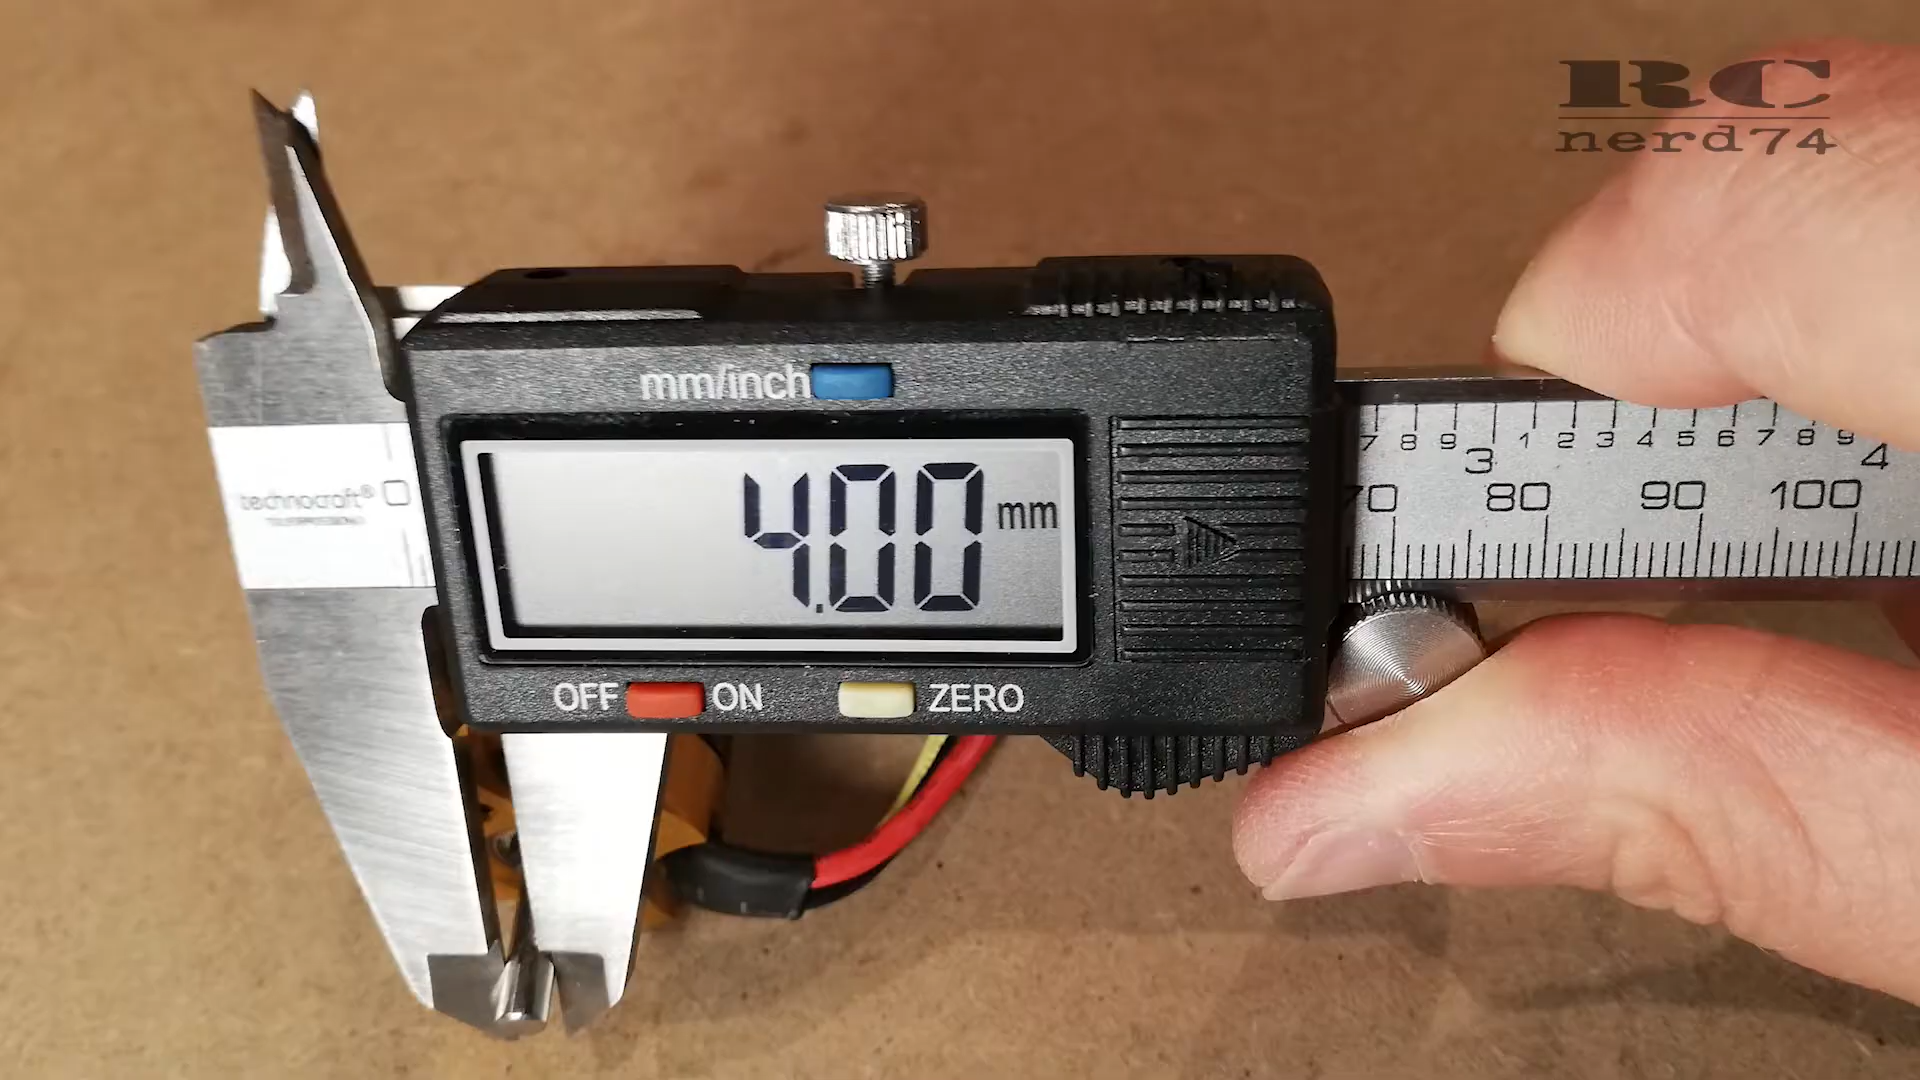 RC
nerd74
mm/inch
technocraft®
4.00 mm
OFF ON ZERO
7 8 9 3 1 2 3 4 5 6 7 8 9 4
70 80 90 100